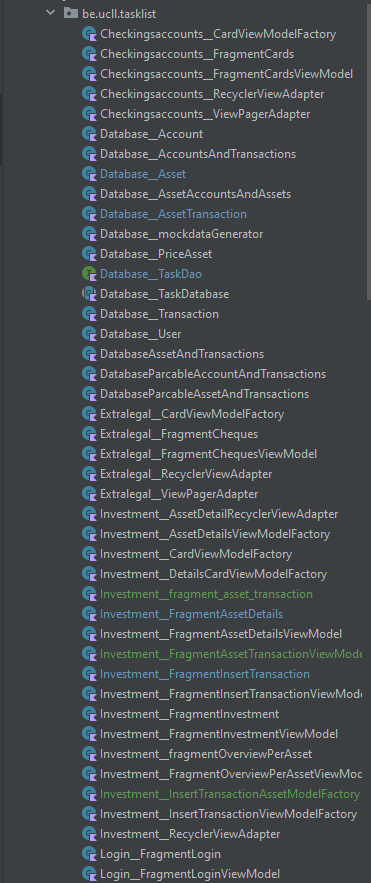 be.ucll.tasklist
Checkingsaccounts__CardViewModelFactory
Checkingsaccounts__FragmentCards
Checkingsaccounts__FragmentCardsViewModel
Checkingsaccounts__RecyclerViewAdapter
Checkingsaccounts__ViewPagerAdapter
Database__Account
Database__AccountsAndTransactions
Database__Asset
Database__AssetAccountsAndAssets
Database__AssetTransaction
Database__mockdataGenerator
Database__PriceAsset
Database__TaskDao
Database__TaskDatabase
Database__Transaction
Database__User
DatabaseAssetAndTransactions
DatabaseParcableAccountAndTransactions
DatabaseParcableAssetAndTransactions
Extralegal__CardViewModelFactory
Extralegal__FragmentCheques
Extralegal__FragmentChequesViewModel
Extralegal__RecyclerViewAdapter
Extralegal__ViewPagerAdapter
Investment__AssetDetailRecyclerViewAdapter
Investment__AssetDetailsViewModelFactory
Investment__CardViewModelFactory
Investment__DetailsCardViewModelFactory
Investment__fragment_asset_transaction
Investment__FragmentAssetDetails
Investment__FragmentAssetDetailsViewModel
Investment__FragmentAssetTransactionViewMode
Investment__FragmentInsertTransaction
Investment__FragmentInsertTransactionViewMod
Investment__FragmentInvestment
Investment__FragmentInvestmentViewModel
Investment__fragmentOverviewPerAsset
Investment__FragmentOverviewPerAssetViewMod
Investment__InsertTransactionAssetModelFactory
Investment__InsertTransactionViewModelFactory
Investment__RecyclerViewAdapter
Login__FragmentLogin
Login__FragmentLoginViewModel